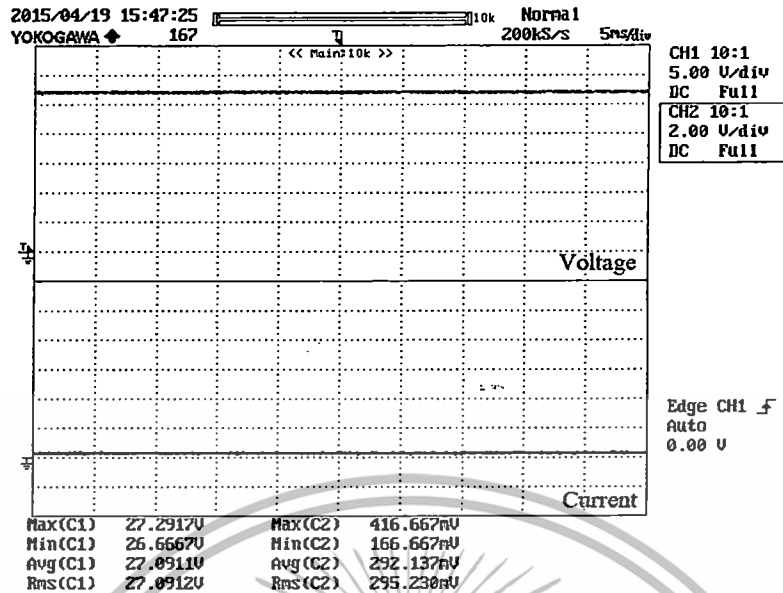 2015/04/19 15:47:25 10k Normal
YOKOGAWA ◆ 167 200kS/s 5ms/div
<< Main:10k >>
CH1 10:1
5.00 V/div
DC Full
CH2 10:1
2.00 V/div
DC Full
Voltage
Edge CH1
Auto
0.00 V
Current
Max(C1) 27.2917V Max(C2) 416.667mV
Min(C1) 26.6667V Min(C2) 166.667mV
Avg(C1) 27.0911V Avg(C2) 292.137mV
Rms(C1) 27.0912V Rms(C2) 295.230mV